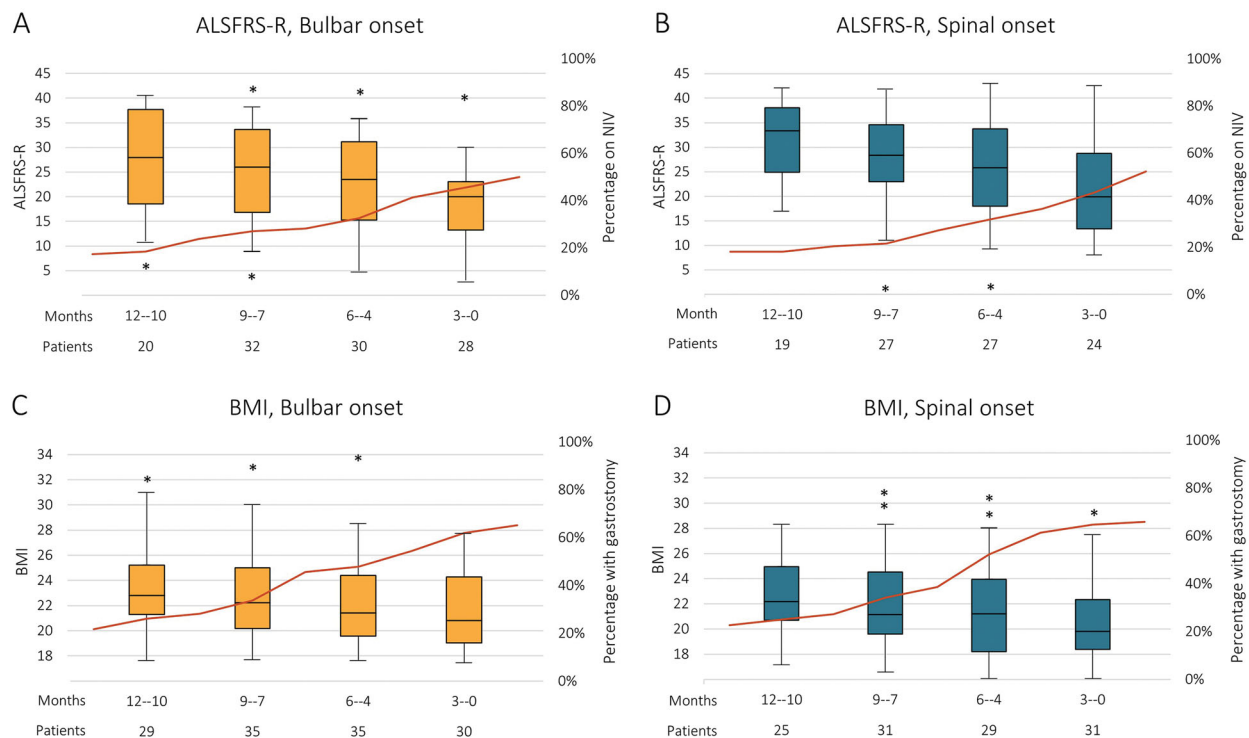 A
ALSFRS-R, Bulbar onset
ALSFRS-R
45
40
35
30
25
20
15
10
5
100%
80%
60%
40%
20%
0%
Percentage on NIV
* * *
* *
Months 12--10 9--7 6--4 3--0
Patients 20 32 30 28
B
ALSFRS-R, Spinal onset
ALSFRS-R
45
40
35
30
25
20
15
10
5
100%
80%
60%
40%
20%
0%
Percentage on NIV
* *
Month 12--10 9--7 6--4 3--0
Patients 19 27 27 24
C
BMI, Bulbar onset
BMI
34
32
30
28
26
24
22
20
18
100%
80%
60%
40%
20%
0%
Percentage with gastrostomy
* * *
Months 12--10 9--7 6--4 3--0
Patients 29 35 35 30
D
BMI, Spinal onset
BMI
34
32
30
28
26
24
22
20
18
100%
80%
60%
40%
20%
0%
Percentage with gastrostomy
* *
* * *
Months 12--10 9--7 6--4 3--0
Patients 25 31 29 31